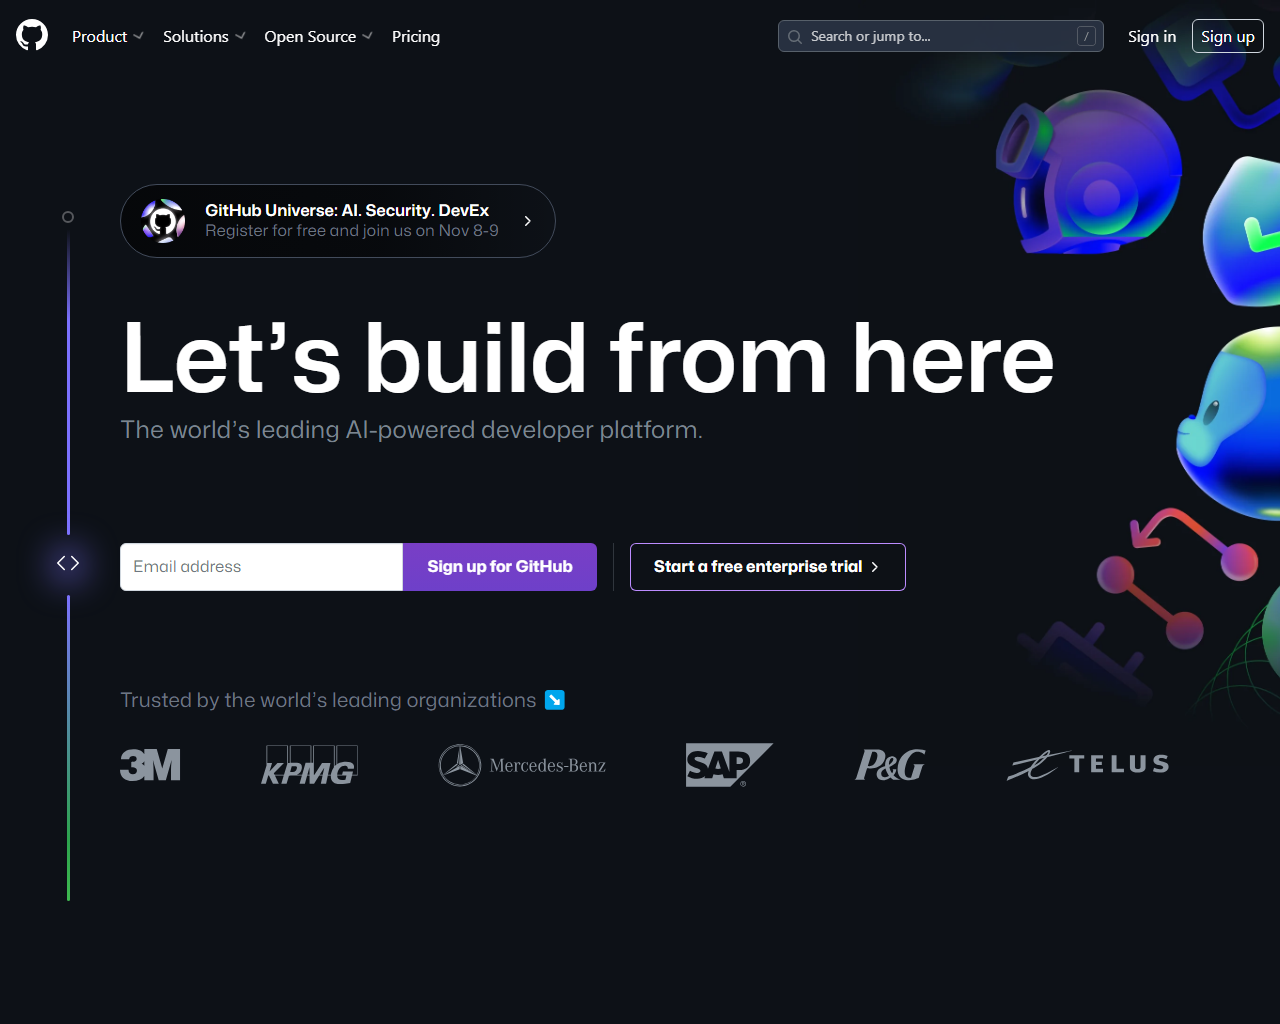 Product Solutions Open Source Pricing Search or jump to... / Sign in Sign up
GitHub Universe: AI. Security. DevEx
Register for free and join us on Nov 8-9
Let’s build from here
The world’s leading AI-powered developer platform.
Email address Sign up for GitHub Start a free enterprise trial
Trusted by the world’s leading organizations
3M KPMG Mercedes-Benz SAP ® P&G TELUS